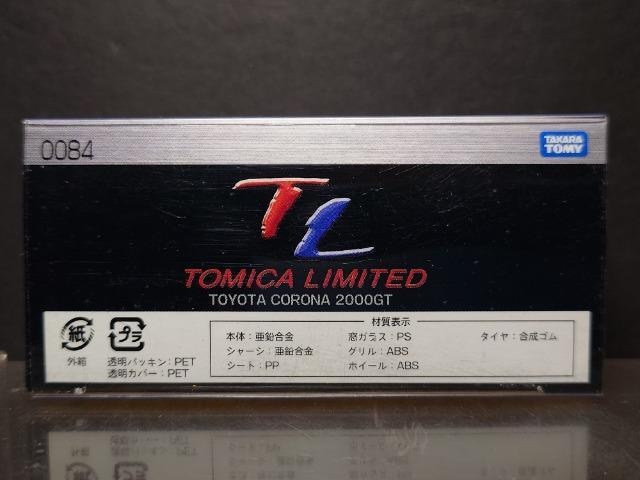 0084
TAKARA
TOMY
TL
TOMICA LIMITED
TOYOTA CORONA 2000GT
材質表示
紙
プラ
本体：亜鉛合金 窓ガラス：PS タイヤ：合成ゴム
外箱 透明パッキン：PET シャーシ：亜鉛合金 グリル：ABS
透明カバー：PET シート：PP ホイール：ABS